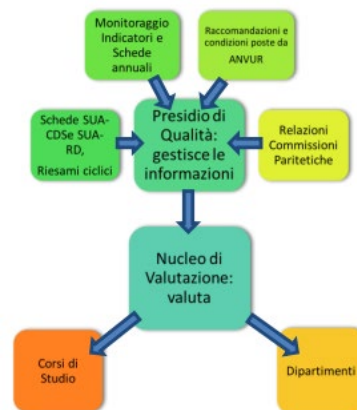 Monitoraggio
Indicatori e
Schede
annuali
Raccomandazioni e
condizioni poste da
ANVUR
Schede SUA-
CDSe SUA-
RD,
Riesami ciclici
Presidio di
Qualità:
gestisce le
informazioni
Relazioni
Commissioni
Paritetiche
Nucleo di
Valutazione:
valuta
Corsi di
Studio
Dipartimenti